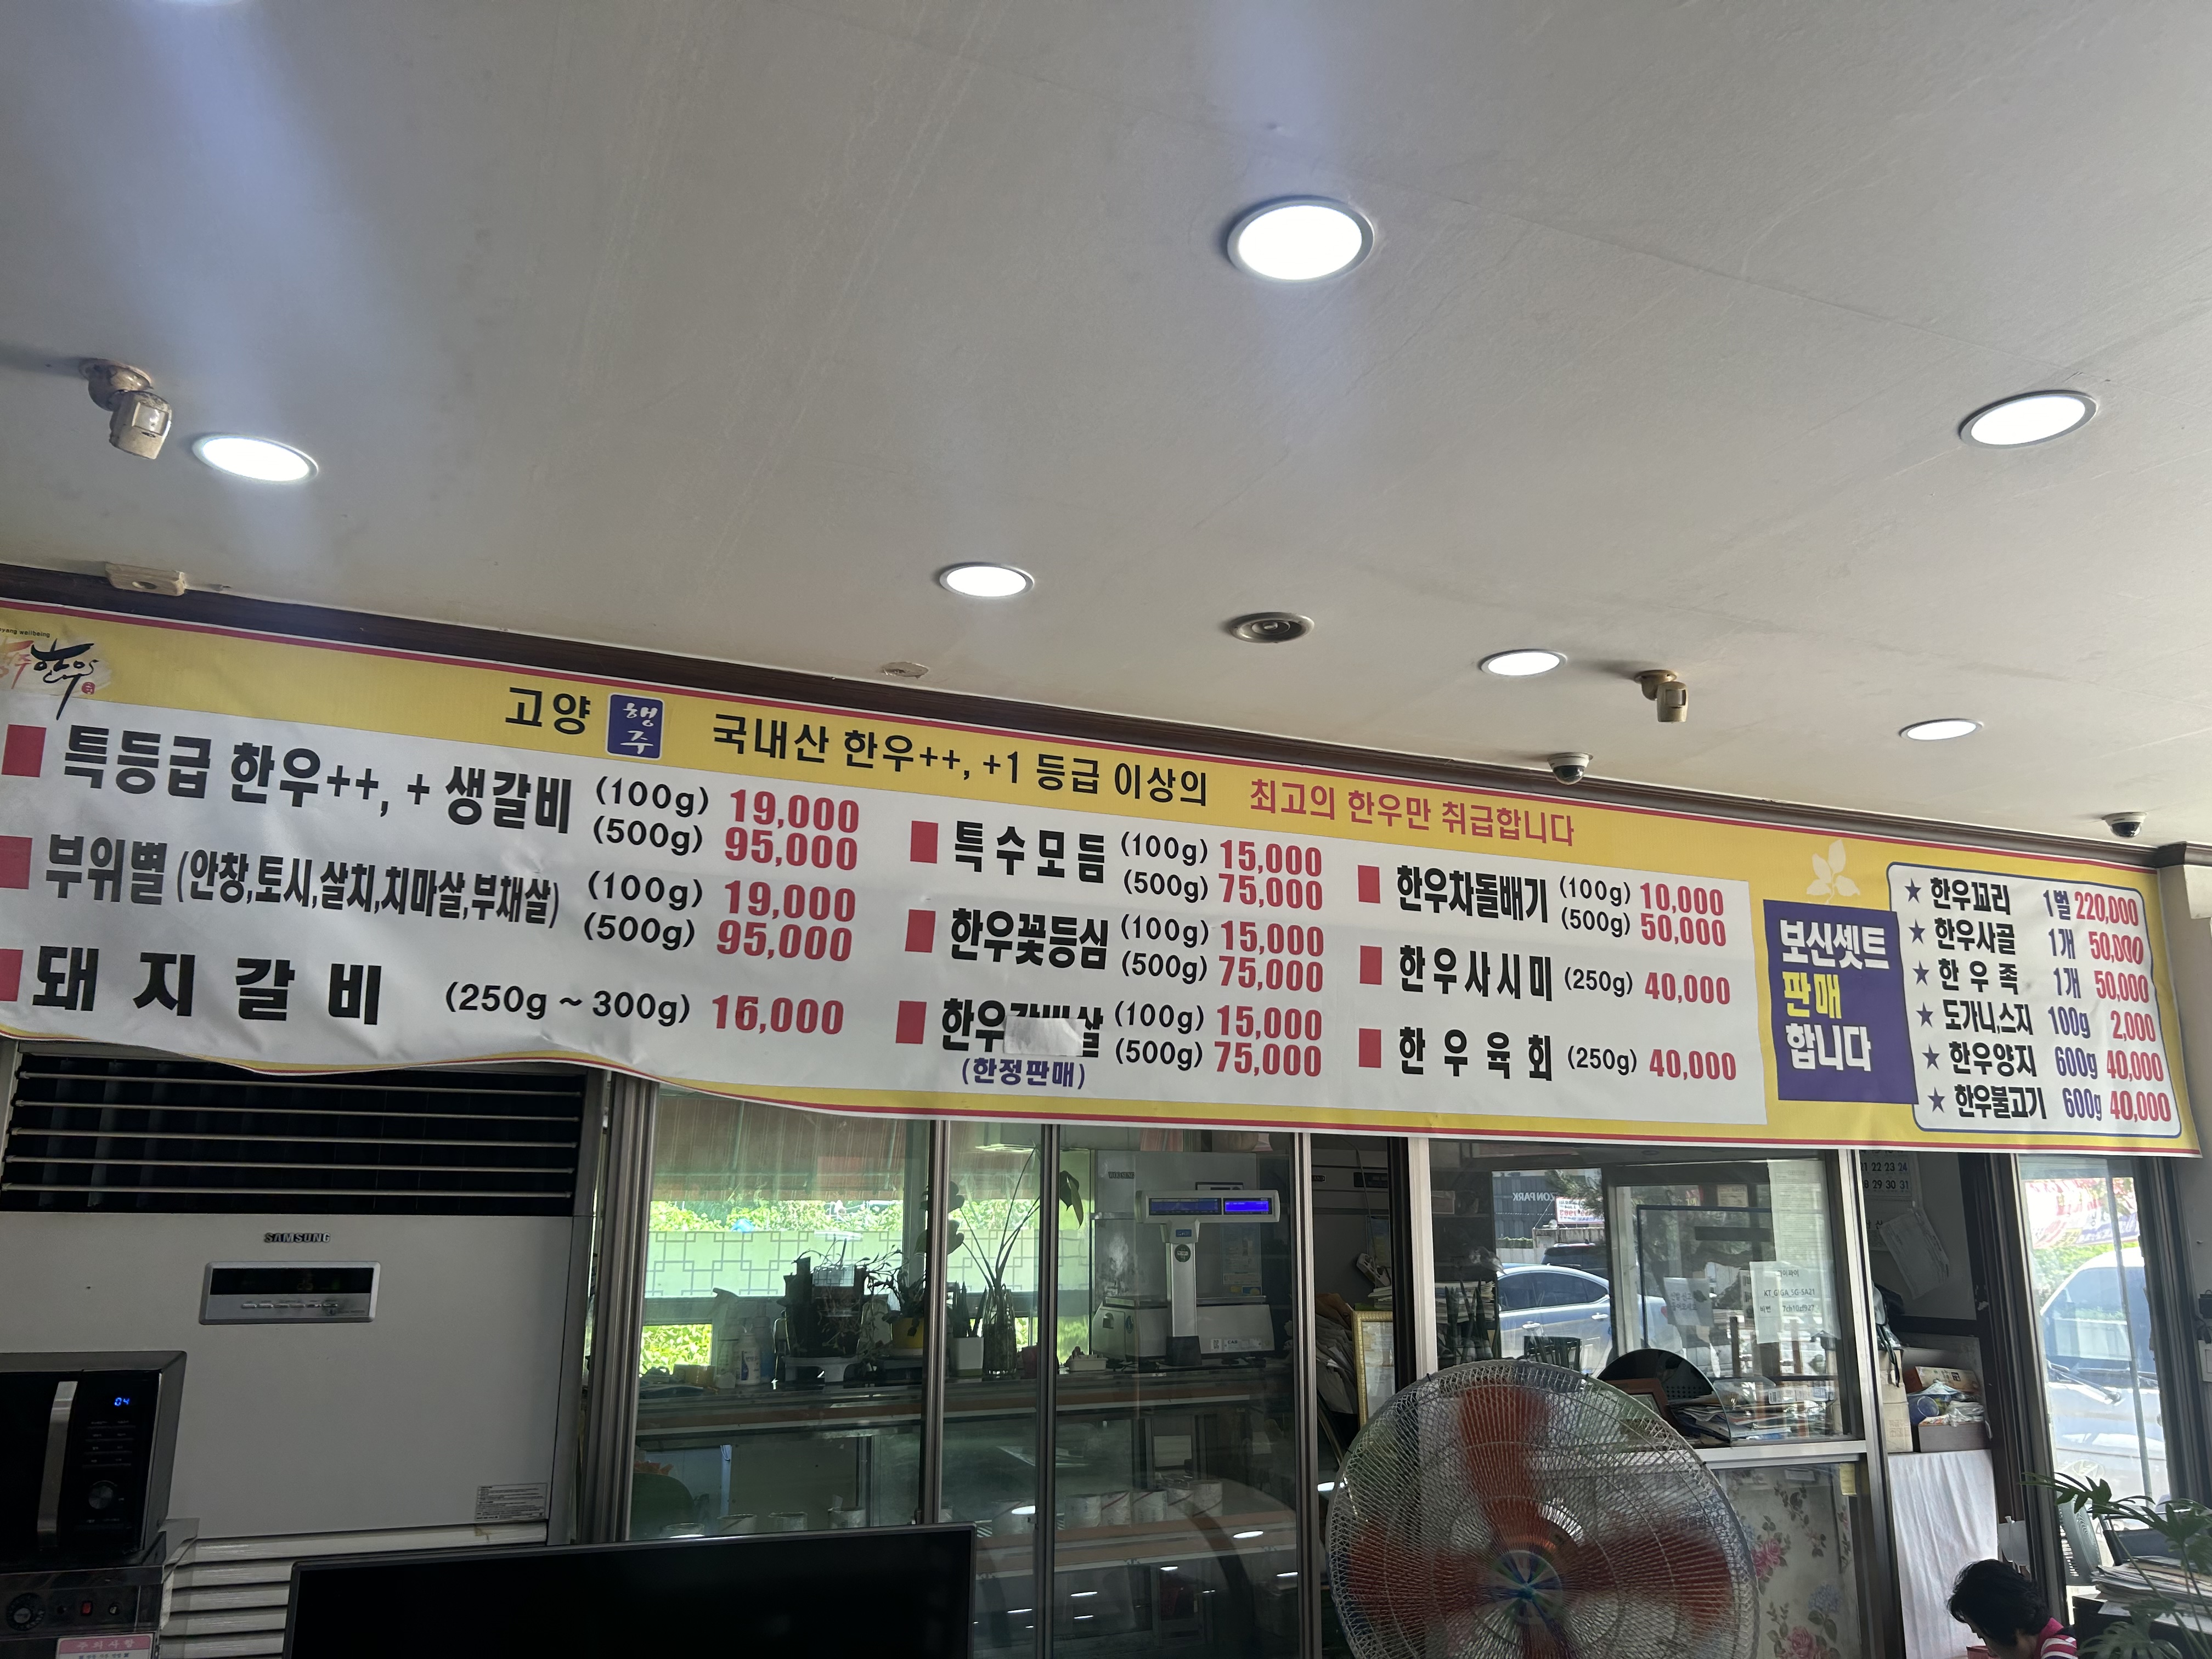 고양 행주 국내산 한우++, +1 등급 이상의 최고의 한우만 취급합니다
특등급 한우++, + 생갈비 (100g) 19,000
(500g) 95,000
부위별 (안창,토시,살치,치마살,부채살) (100g) 19,000
(500g) 95,000
돼지갈비 (250g ~ 300g) 16,000
특수모듬 (100g) 15,000
(500g) 75,000
한우꽃등심 (100g) 15,000
(500g) 75,000
한우 살 (100g) 15,000
(500g) 75,000
(한정판매)
한우차돌배기 (100g) 10,000
(500g) 50,000
한우사시미 (250g) 40,000
한우육회 (250g) 40,000
보신셋트
판매
합니다
★ 한우꼬리 1벌 220,000
★ 한우사골 1개 50,000
★ 한우족 1개 50,000
★ 도가니,스지 100g 2,000
★ 한우양지 600g 40,000
★ 한우불고기 600g 40,000
SAMSUNG
04
주의사항